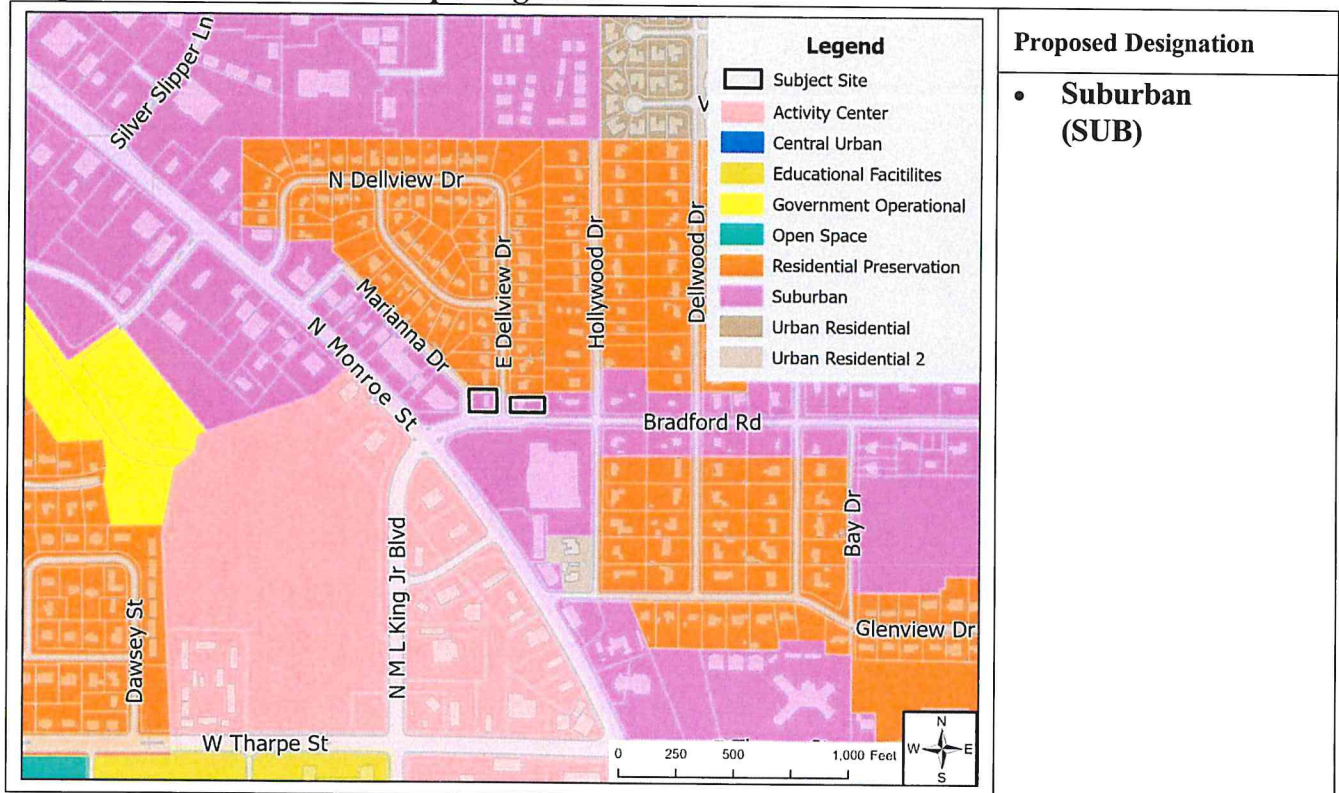 Proposed Designation
• Suburban
(SUB)
Legend
Subject Site
Activity Center
Central Urban
Educational Facitilites
Government Operational
Open Space
Residential Preservation
Suburban
Urban Residential
Urban Residential 2
Silver Slipper Ln
N Dellview Dr
E Dellview Dr
Hollywood Dr
Dellwood Dr
Marianna Dr
N Monroe St
Bradford Rd
Bay Dr
N M L King Jr Blvd
Glenview Dr
Dawsey St
W Tharpe St
0 250 500 1,000 Feet
N
W E
S